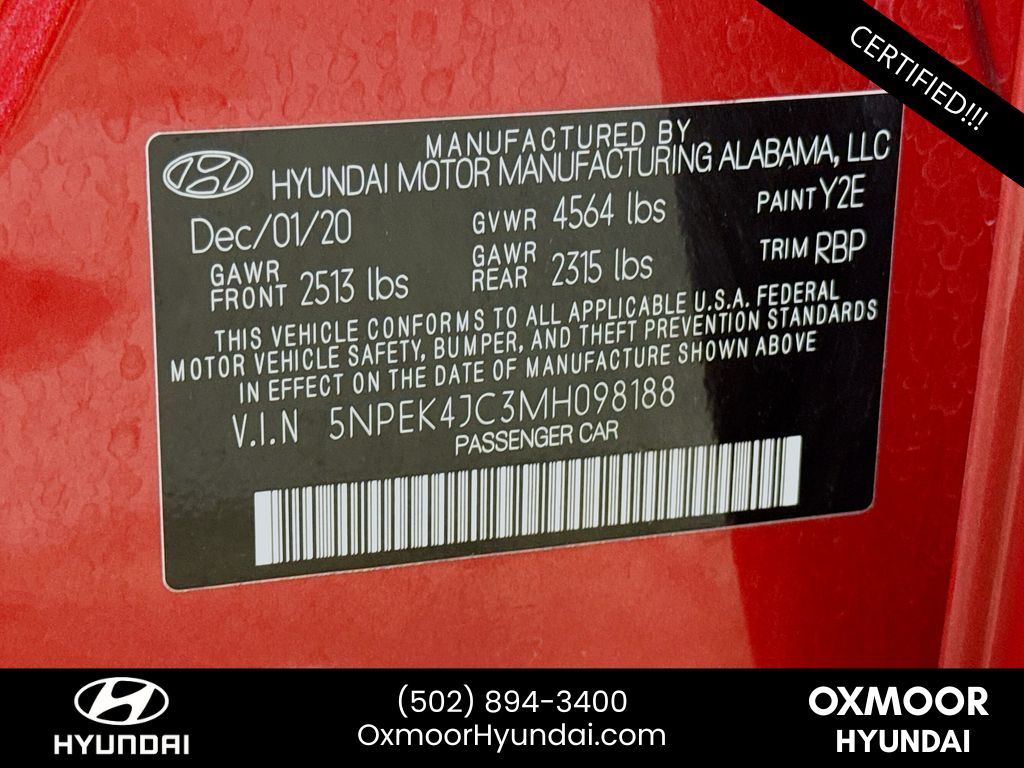 CERTIFIED!!!
MANUFACTURED BY
HYUNDAI MOTOR MANUFACTURING ALABAMA, LLC
Dec/01/20 GVWR 4564 lbs PAINT Y2E
GAWR FRONT 2513 lbs GAWR REAR 2315 lbs TRIM RBP
THIS VEHICLE CONFORMS TO ALL APPLICABLE U.S.A. FEDERAL
MOTOR VEHICLE SAFETY, BUMPER, AND THEFT PREVENTION STANDARDS
IN EFFECT ON THE DATE OF MANUFACTURE SHOWN ABOVE
V.I.N 5NPEK4JC3MH098188
PASSENGER CAR
HYUNDAI
(502) 894-3400
OxmoorHyundai.com
OXMOOR
HYUNDAI